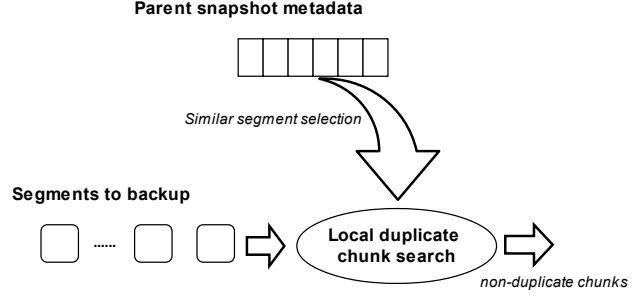 Parent snapshot metadata
Similar segment selection
Segments to backup
......
Local duplicate
chunk search
non-duplicate chunks